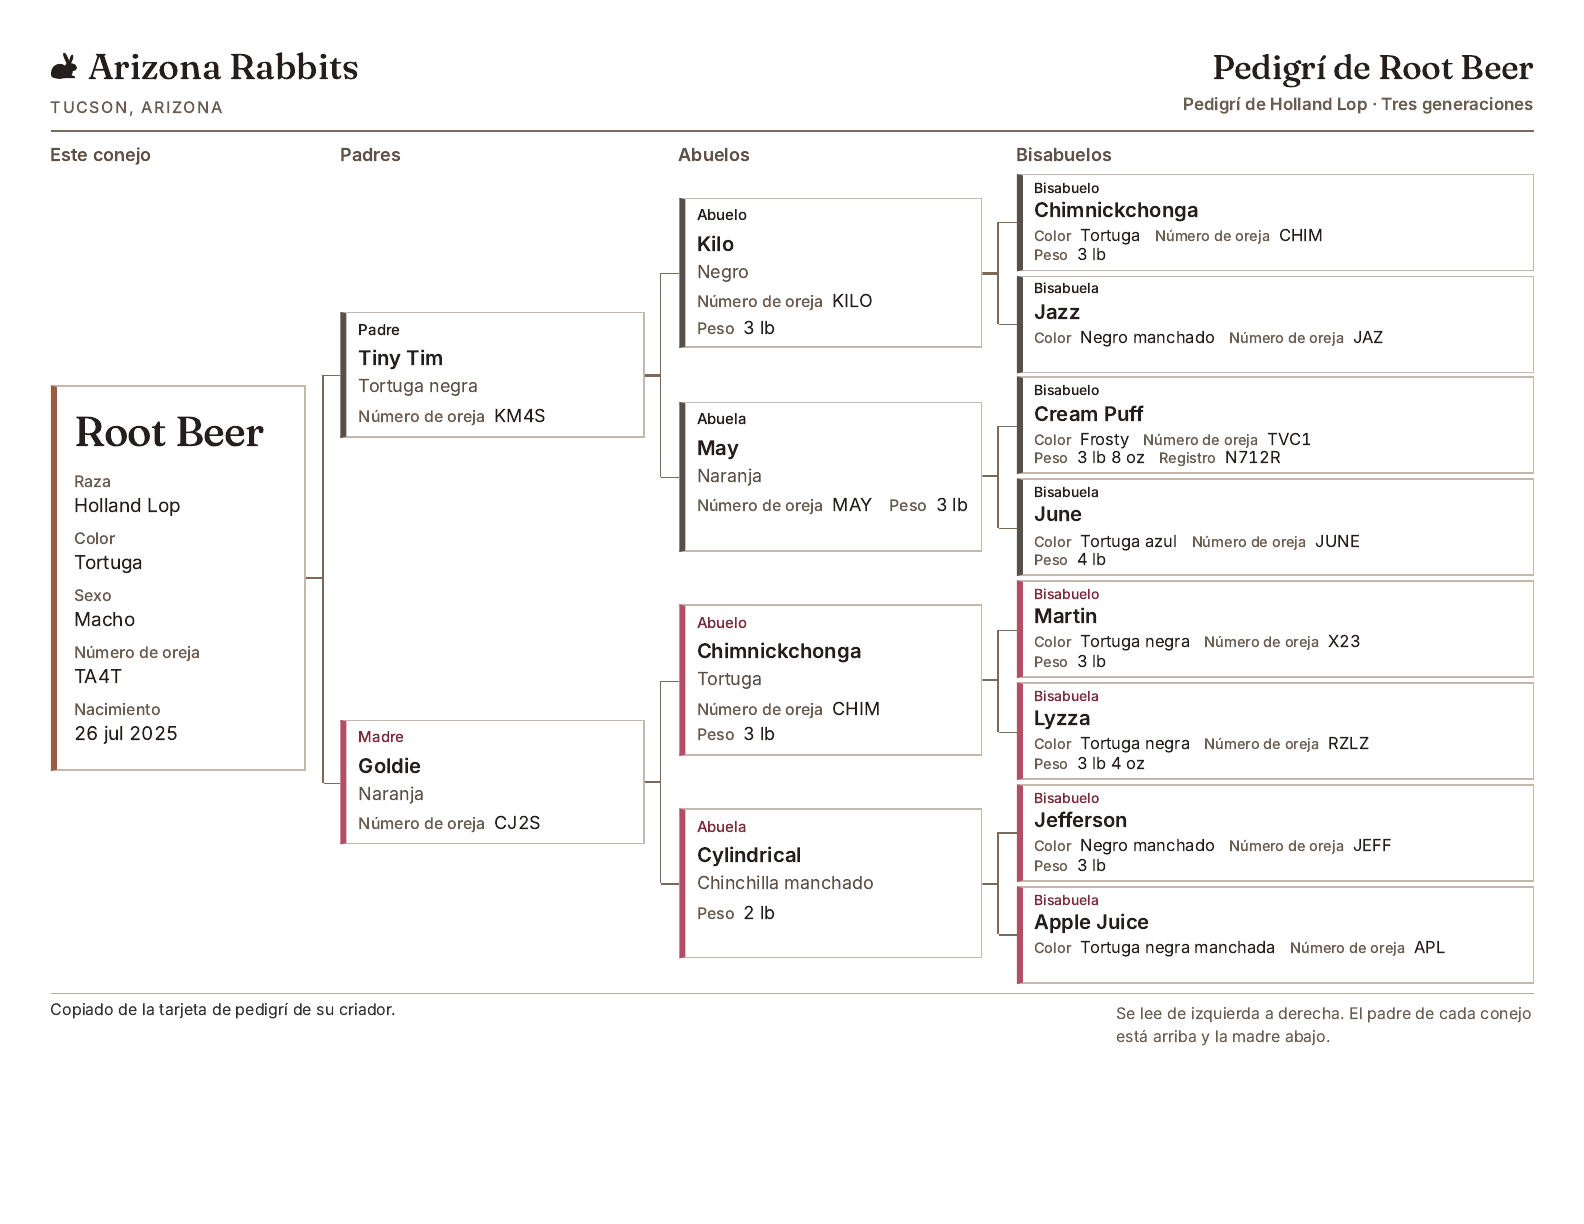 Arizona Rabbits
TUCSON, ARIZONA
Pedigrí de Root Beer
Pedigrí de Holland Lop · Tres generaciones
Este conejo
Padres
Abuelos
Bisabuelos
Root Beer
Raza
Holland Lop
Color
Tortuga
Sexo
Macho
Número de oreja
TA4T
Nacimiento
26 jul 2025
Padre
Tiny Tim
Tortuga negra
Número de oreja KM4S
Madre
Goldie
Naranja
Número de oreja CJ2S
Abuelo
Kilo
Negro
Número de oreja KILO
Peso 3 lb
Abuela
May
Naranja
Número de oreja MAY Peso 3 lb
Abuelo
Chimnickchonga
Tortuga
Número de oreja CHIM
Peso 3 lb
Abuela
Cylindrical
Chinchilla manchado
Peso 2 lb
Bisabuelo
Chimnickchonga
Color Tortuga Número de oreja CHIM
Peso 3 lb
Bisabuela
Jazz
Color Negro manchado Número de oreja JAZ
Bisabuelo
Cream Puff
Color Frosty Número de oreja TVC1
Peso 3 lb 8 oz Registro N712R
Bisabuela
June
Color Tortuga azul Número de oreja JUNE
Peso 4 lb
Bisabuelo
Martin
Color Tortuga negra Número de oreja X23
Peso 3 lb
Bisabuela
Lyzza
Color Tortuga negra Número de oreja RZLZ
Peso 3 lb 4 oz
Bisabuelo
Jefferson
Color Negro manchado Número de oreja JEFF
Peso 3 lb
Bisabuela
Apple Juice
Color Tortuga negra manchada Número de oreja APL
Copiado de la tarjeta de pedigrí de su criador.
Se lee de izquierda a derecha. El padre de cada conejo
está arriba y la madre abajo.